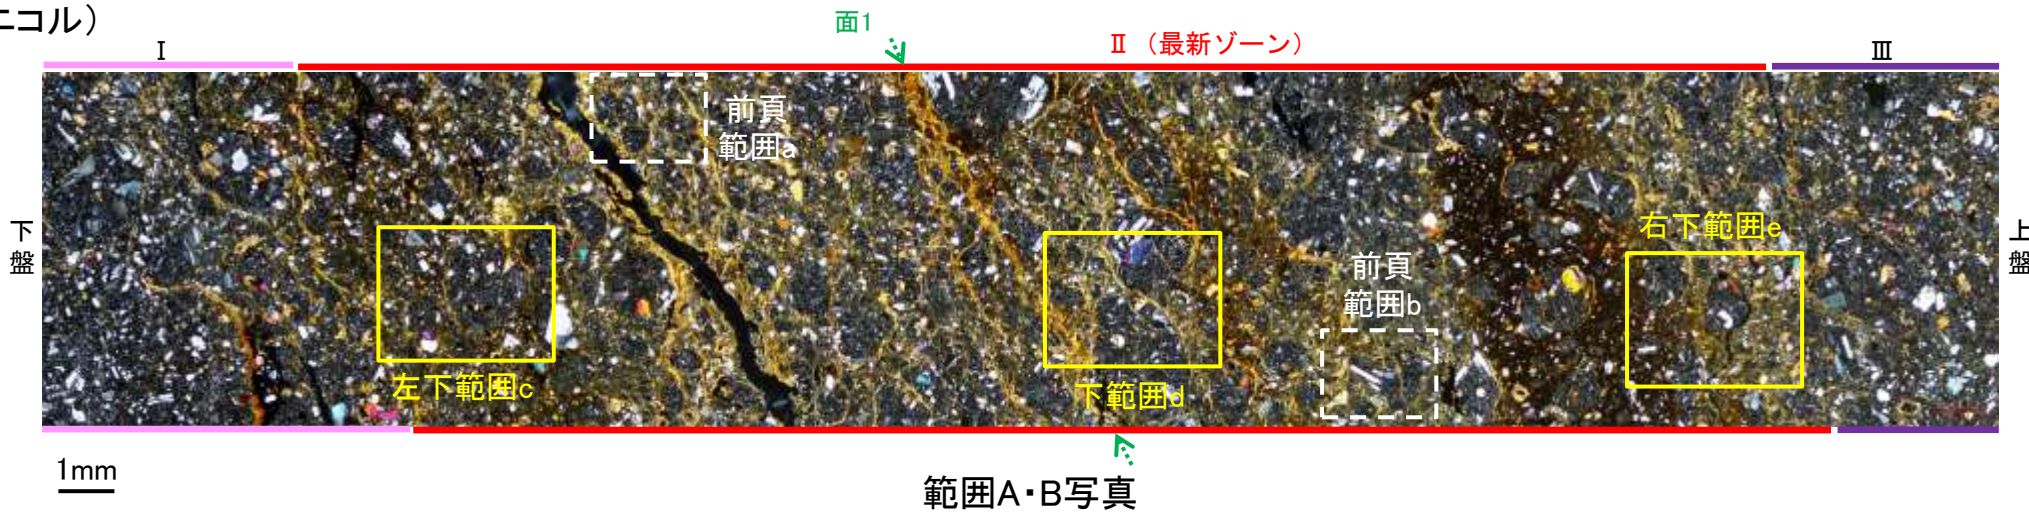 ニコル）
面1
Ⅰ
Ⅱ（最新ゾーン）
Ⅲ
前頁
範囲a
下
盤
上
盤
右下範囲e
前頁
範囲b
左下範囲c
下範囲d
1mm
範囲A・B写真